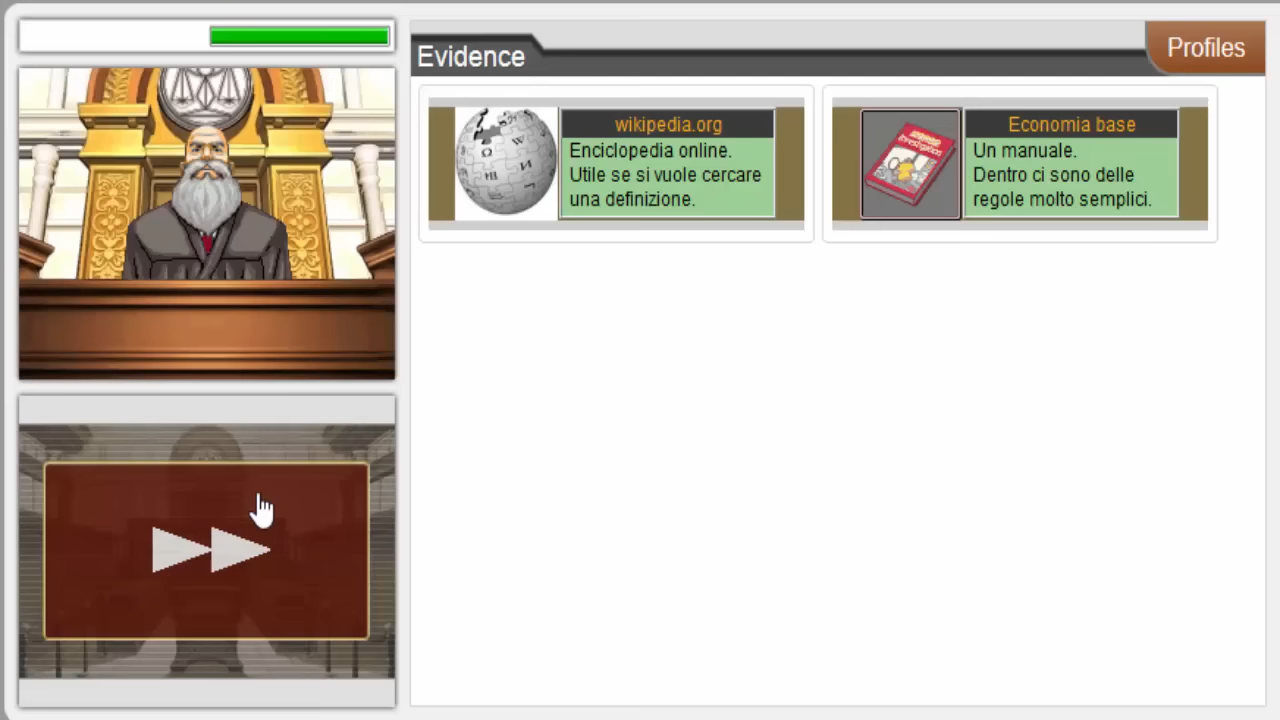 Evidence
Profiles
wikipedia.org
Enciclopedia online.
Utile se si vuole cercare
una definizione.
Economia base
Un manuale.
Dentro ci sono delle
regole molto semplici.